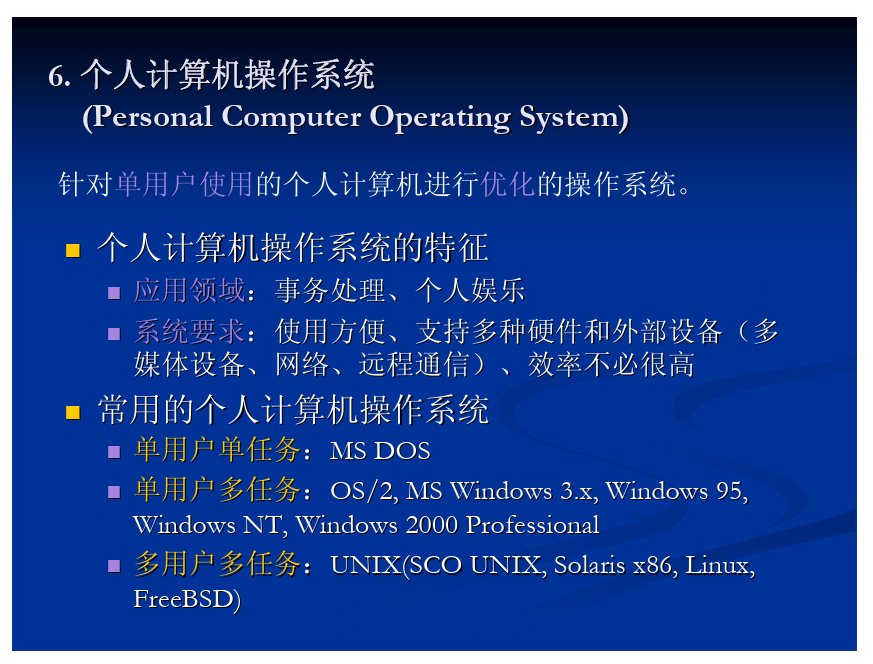 6. 个人计算机操作系统
(Personal Computer Operating System)
针对单用户使用的个人计算机进行优化的操作系统。
个人计算机操作系统的特征
应用领域：事务处理、个人娱乐
系统要求：使用方便、支持多种硬件和外部设备（多
媒体设备、网络、远程通信）、效率不必很高
常用的个人计算机操作系统
单用户单任务：MS DOS
单用户多任务：OS/2, MS Windows 3.x, Windows 95,
Windows NT, Windows 2000 Professional
多用户多任务：UNIX(SCO UNIX, Solaris x86, Linux,
FreeBSD)